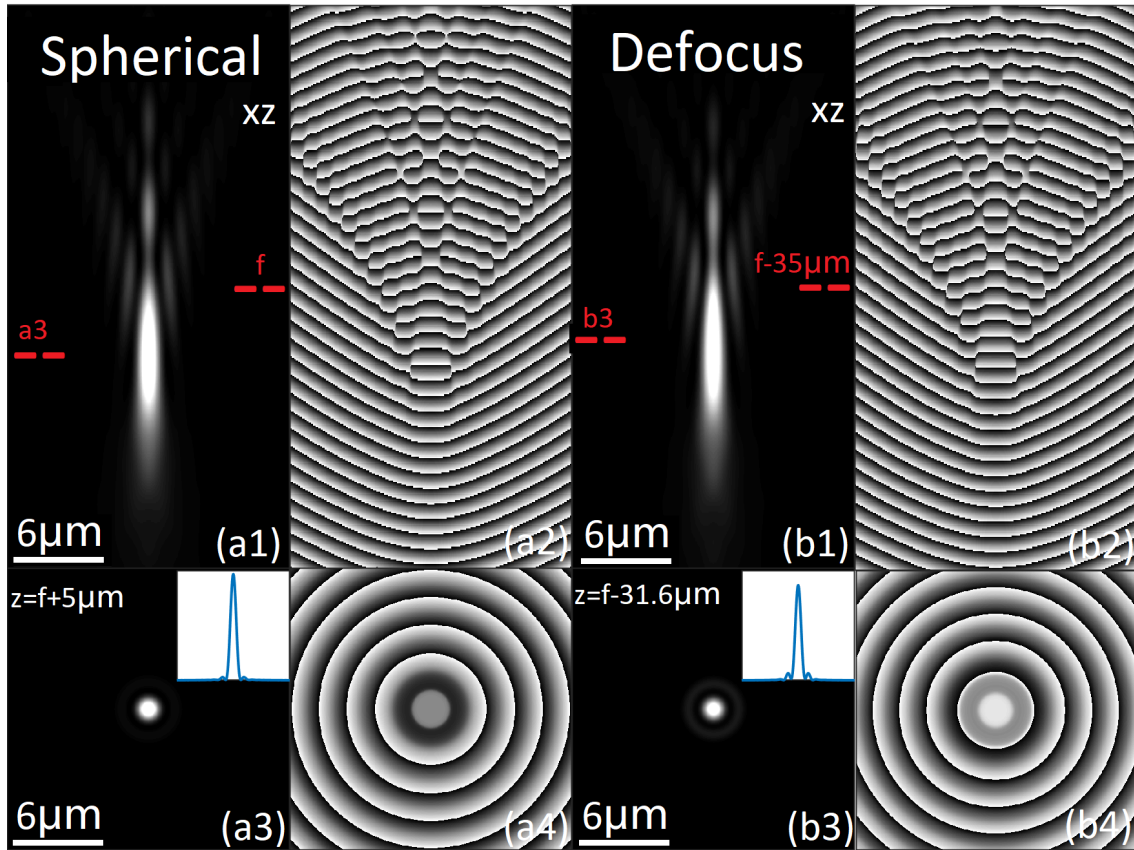 Spherical
xz
f
a3
6µm
(a1)
(a2)
Defocus
xz
f-35µm
b3
6µm
(b1)
(b2)
z=f+5µm
6µm
(a3)
(a4)
z=f-31.6µm
6µm
(b3)
(b4)